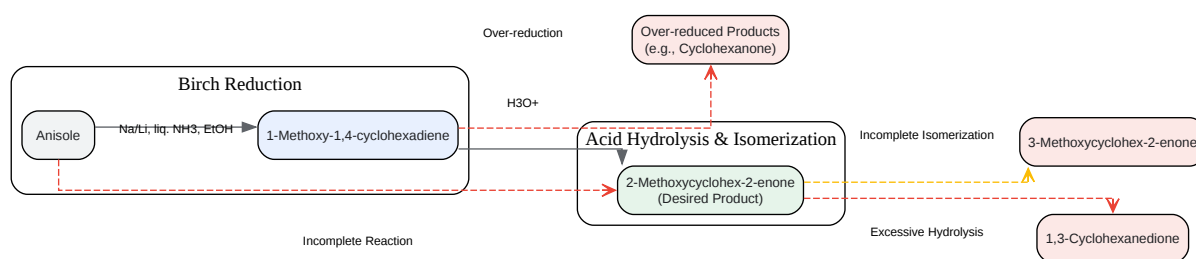 Over-reduction
Over-reduced Products
(e.g., Cyclohexanone)
Birch Reduction
H3O+
Anisole
Na/Li, liq. NH3, EtOH
1-Methoxy-1,4-cyclohexadiene
Acid Hydrolysis & Isomerization
Incomplete Isomerization
3-Methoxycyclohex-2-enone
2-Methoxycyclohex-2-enone
(Desired Product)
Incomplete Reaction
Excessive Hydrolysis
1,3-Cyclohexanedione